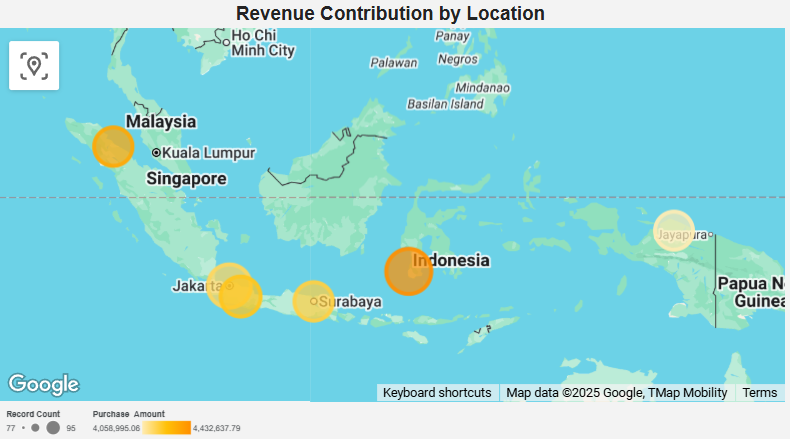 Revenue Contribution by Location
Ho Chi
Minh City
Panay
Negros
Palawan
Mindanao
Basilan Island
Malaysia
Kuala Lumpur
Singapore
Jayapura
Indonesia
Jakarta
Surabaya
Papua N
Guinea
Google
Keyboard shortcuts
Map data ©2025 Google, TMap Mobility
Terms
Record Count
77
95
Purchase Amount
4,058,995.06
4,432,637.79